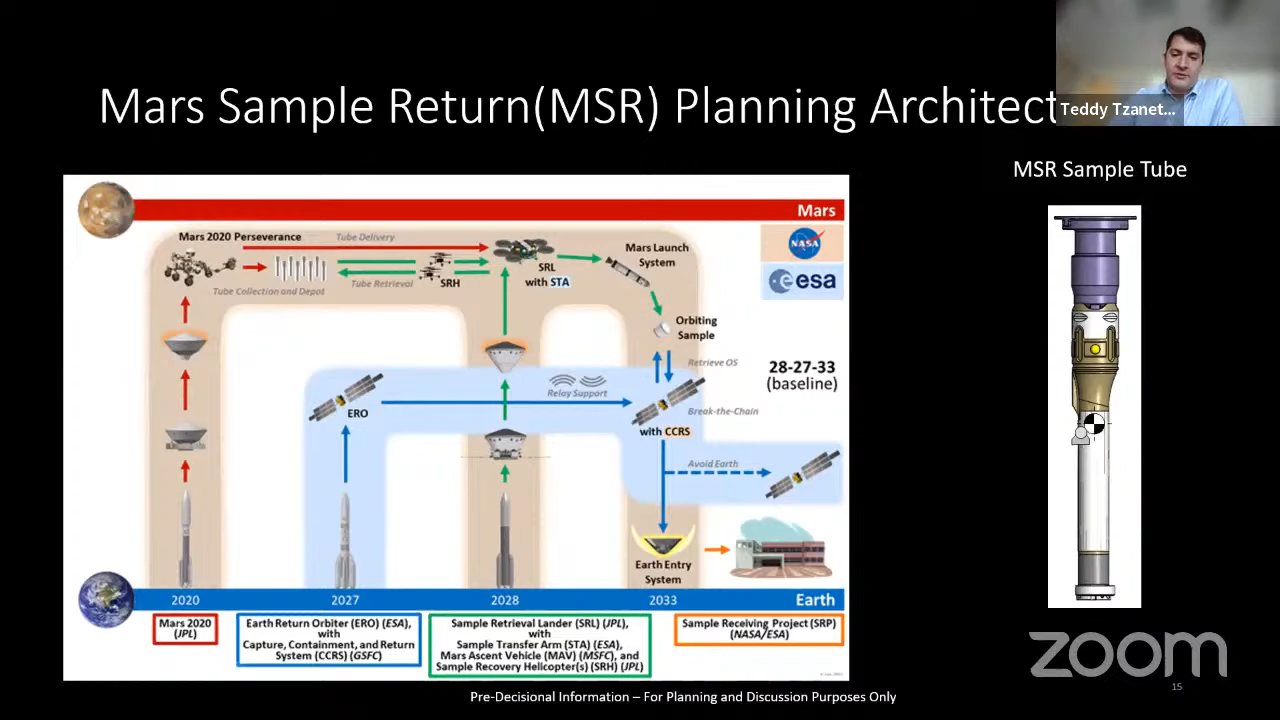 Mars Sample Return(MSR) Planning Architect
Teddy Tzanet...
MSR Sample Tube
Mars
Mars 2020 Perseverance
Tube Delivery
Tube Collection and Depot
Tube Retrieval
SRH
SRL
with STA
Mars Launch
System
NASA
esa
Orbiting
Sample
Retrieve OS
28-27-33
(baseline)
Relay Support
ERO
Break-the-Chain
with CCRS
Avoid Earth
Earth Entry
System
2020
2027
2028
2033
Earth
Mars 2020
(JPL)
Earth Return Orbiter (ERO) (ESA),
with
Capture, Containment, and Return
System (CCRS) (GSFC)
Sample Retrieval Lander (SRL) (JPL),
with
Sample Transfer Arm (STA) (ESA),
Mars Ascent Vehicle (MAV) (MSFC), and
Sample Recovery Helicopter(s) (SRH) (JPL)
Sample Receiving Project (SRP)
(NASA/ESA)
Pre-Decisional Information – For Planning and Discussion Purposes Only
zoom
15